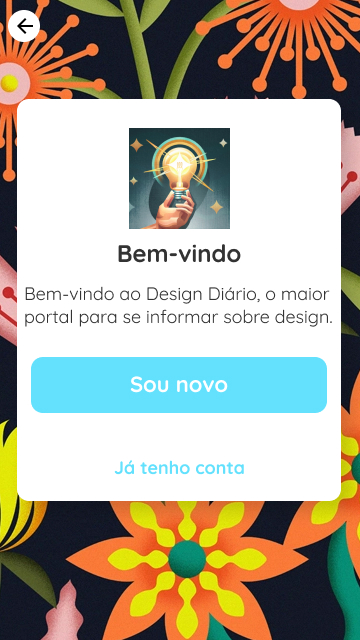 Bem-vindo
Bem-vindo ao Design Diário, o maior
portal para se informar sobre design.
Sou novo
Já tenho conta